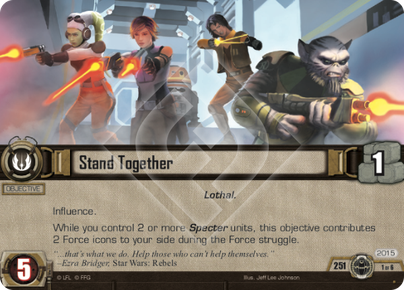 Stand Together
1
OBJECTIVE
Lothal.
Influence.
While you control 2 or more Specter units, this objective contributes
2 Force icons to your side during the Force struggle.
"...that's what we do. Help those who can't help themselves."
–Ezra Bridger, Star Wars: Rebels
2015
5
251
1 of 6
© LFL © FFG
Illus. Jeff Lee Johnson